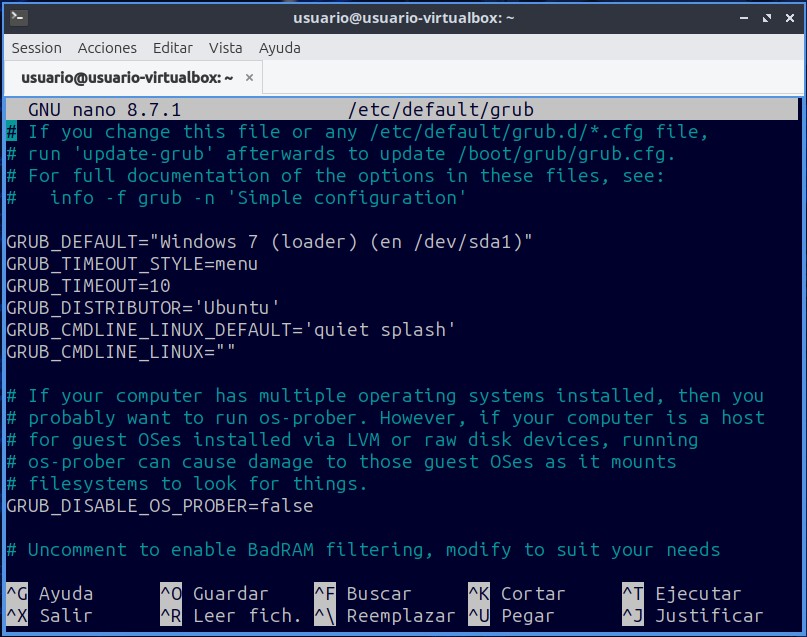 usuario@usuario-virtualbox: ~
Session Acciones Editar Vista Ayuda
usuario@usuario-virtualbox: ~ ×
GNU nano 8.7.1 /etc/default/grub
# If you change this file or any /etc/default/grub.d/*.cfg file,
# run 'update-grub' afterwards to update /boot/grub/grub.cfg.
# For full documentation of the options in these files, see:
#   info -f grub -n 'Simple configuration'

GRUB_DEFAULT="Windows 7 (loader) (en /dev/sda1)"
GRUB_TIMEOUT_STYLE=menu
GRUB_TIMEOUT=10
GRUB_DISTRIBUTOR='Ubuntu'
GRUB_CMDLINE_LINUX_DEFAULT='quiet splash'
GRUB_CMDLINE_LINUX=""

# If your computer has multiple operating systems installed, then you
# probably want to run os-prober. However, if your computer is a host
# for guest OSes installed via LVM or raw disk devices, running
# os-prober can cause damage to those guest OSes as it mounts
# filesystems to look for things.
GRUB_DISABLE_OS_PROBER=false

# Uncomment to enable BadRAM filtering, modify to suit your needs

^G Ayuda ^O Guardar ^F Buscar ^K Cortar ^T Ejecutar
^X Salir ^R Leer fich. ^\ Reemplazar ^U Pegar ^J Justificar